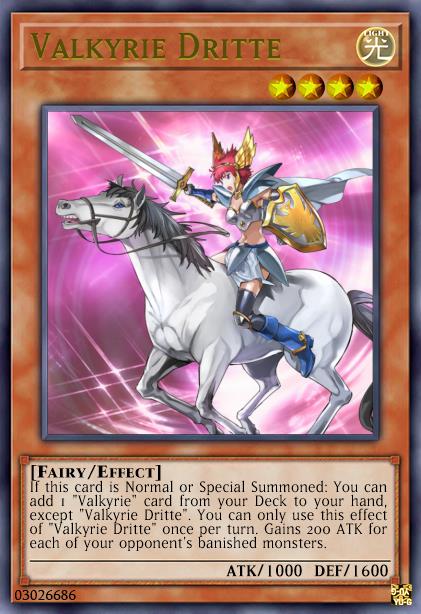 VALKYRIE DRITTE
LIGHT
光
[FAIRY/EFFECT]
If this card is Normal or Special Summoned: You can
add 1 "Valkyrie" card from your Deck to your hand,
except "Valkyrie Dritte". You can only use this effect
of "Valkyrie Dritte" once per turn. Gains 200 ATK for
each of your opponent's banished monsters.
ATK/1000 DEF/1600
03026686